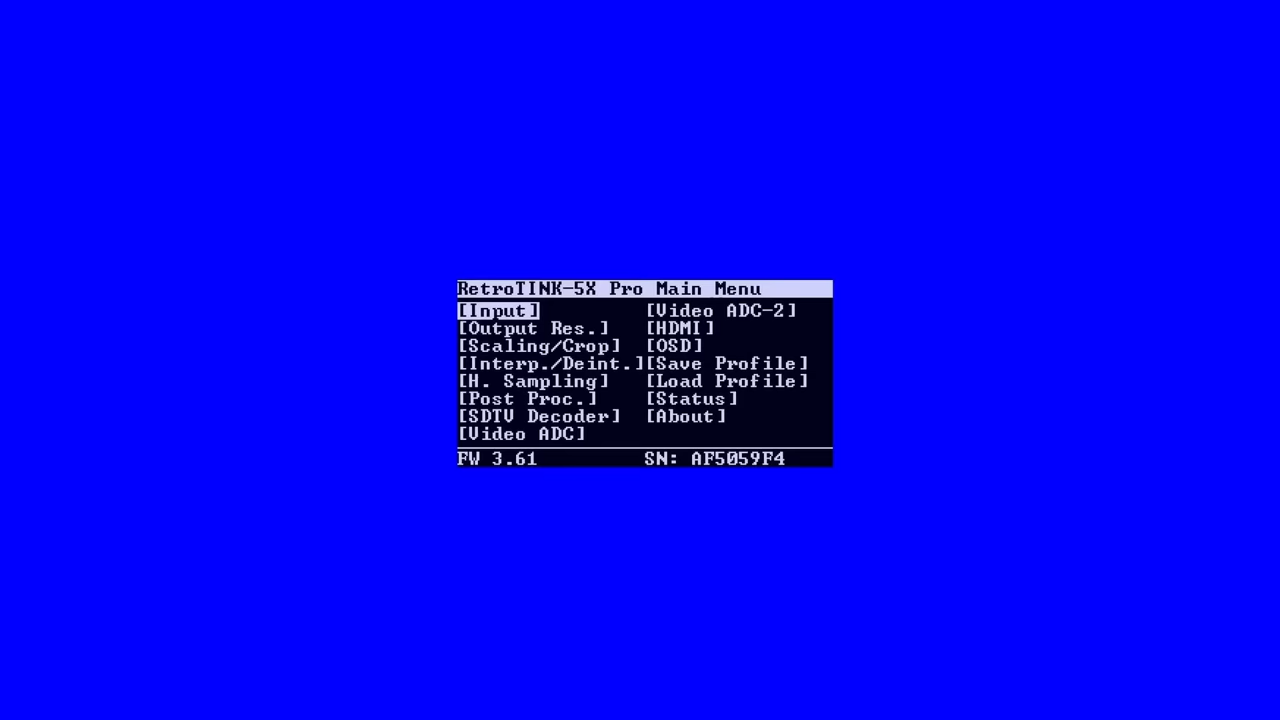 RetroTINK-5X Pro Main Menu
[Input] [Video ADC-2]
[Output Res.] [HDMI]
[Scaling/Crop] [OSD]
[Interp./Deint.][Save Profile]
[H. Sampling] [Load Profile]
[Post Proc.] [Status]
[SDTV Decoder] [About]
[Video ADC]
FW 3.61 SN: AF5059F4